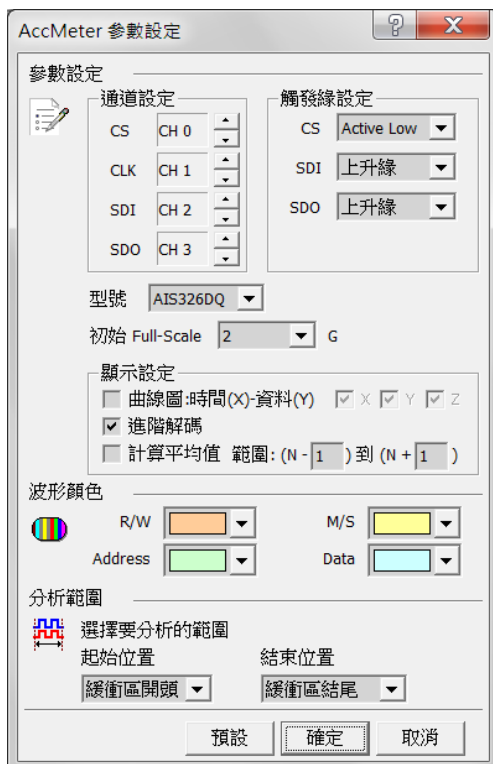 AccMeter 參數設定
參數設定
通道設定
CS CH 0
CLK CH 1
SDI CH 2
SDO CH 3
觸發緣設定
CS Active Low
SDI 上升緣
SDO 上升緣
型號 AIS326DQ
初始 Full-Scale 2 G
顯示設定
曲線圖:時間(X)-資料(Y) X Y Z
進階解碼
計算平均值 範圍: (N - 1 ) 到 (N + 1 )
波形顏色
R/W M/S
Address Data
分析範圍
選擇要分析的範圍
起始位置 結束位置
緩衝區開頭 緩衝區結尾
預設 確定 取消